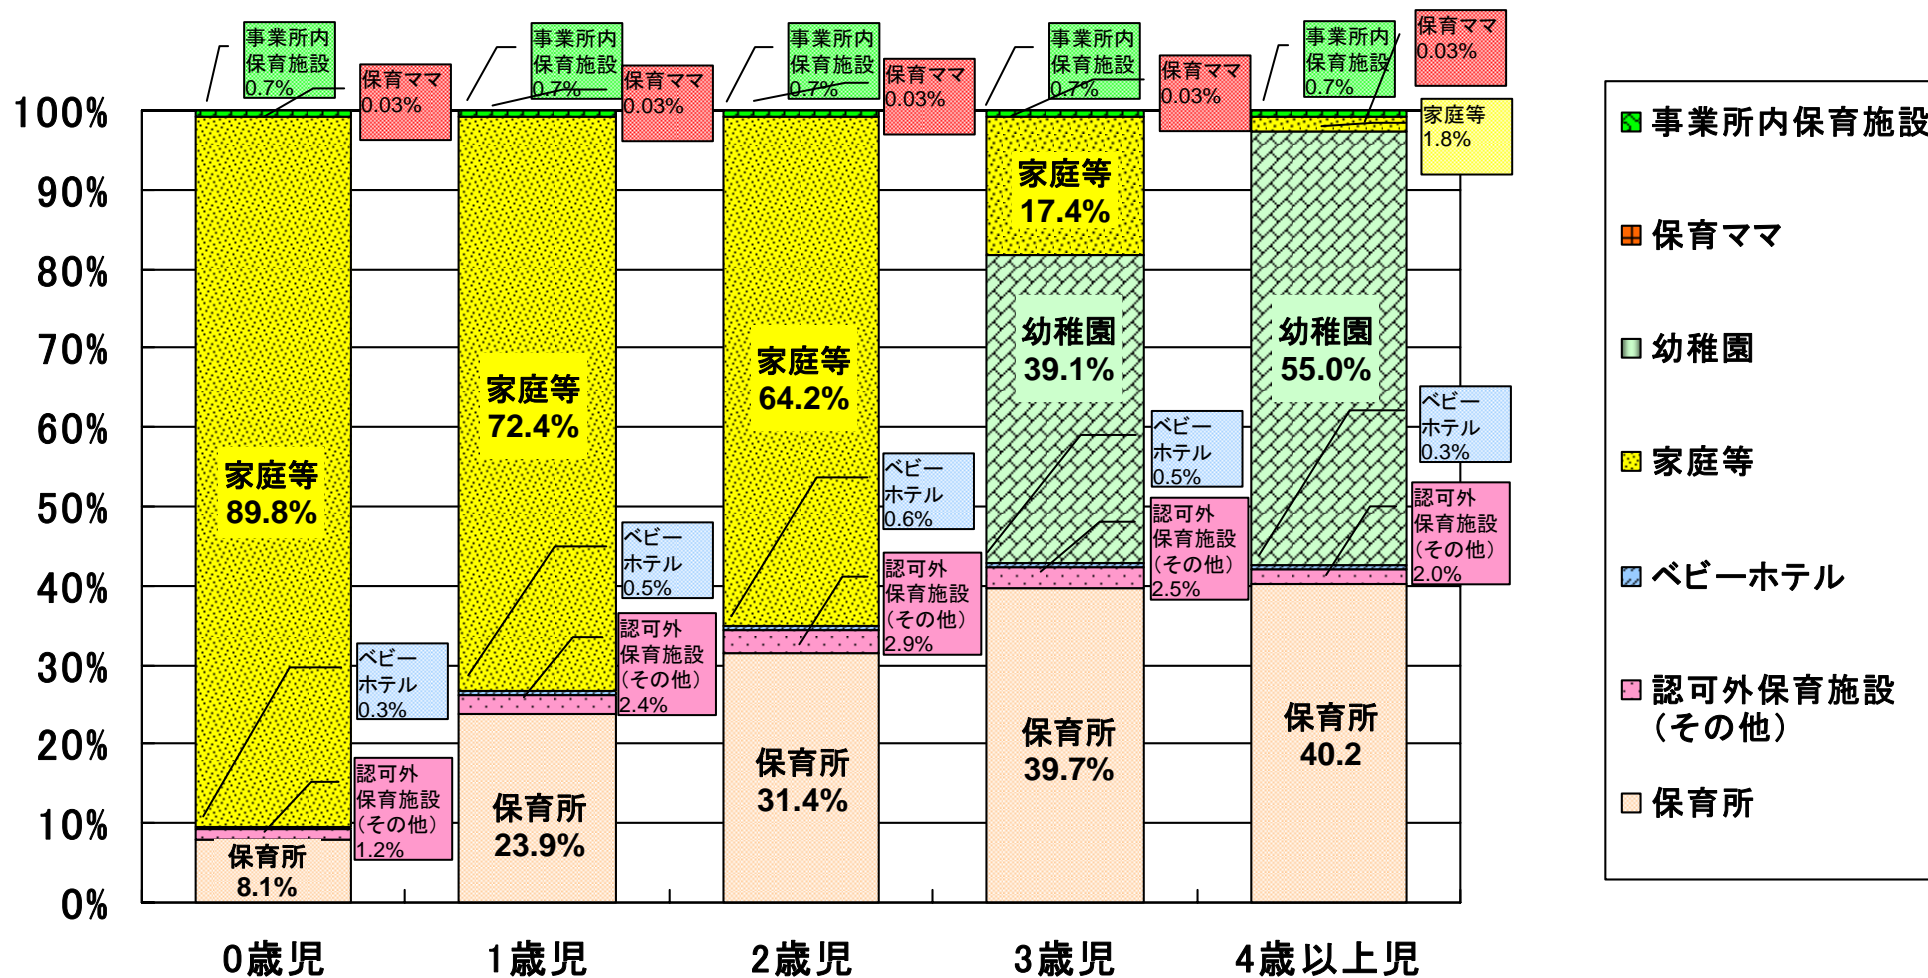 100%
90%
80%
70%
60%
50%
40%
30%
20%
10%
0%
事業所内
保育施設
0.7%
保育ママ
0.03%
家庭等
89.8%
ベビー
ホテル
0.3%
認可外
保育施設
(その他)
1.2%
保育所
8.1%
0歳児
事業所内
保育施設
0.7%
保育ママ
0.03%
家庭等
72.4%
ベビー
ホテル
0.5%
認可外
保育施設
(その他)
2.4%
保育所
23.9%
1歳児
事業所内
保育施設
0.7%
保育ママ
0.03%
家庭等
64.2%
ベビー
ホテル
0.6%
認可外
保育施設
(その他)
2.9%
保育所
31.4%
2歳児
事業所内
保育施設
0.7%
保育ママ
0.03%
家庭等
17.4%
幼稚園
39.1%
ベビー
ホテル
0.5%
認可外
保育施設
(その他)
2.5%
保育所
39.7%
3歳児
事業所内
保育施設
0.7%
保育ママ
0.03%
家庭等
1.8%
幼稚園
55.0%
ベビー
ホテル
0.3%
認可外
保育施設
(その他)
2.0%
保育所
40.2
4歳以上児
事業所内保育施設
保育ママ
幼稚園
家庭等
ベビーホテル
認可外保育施設
(その他)
保育所